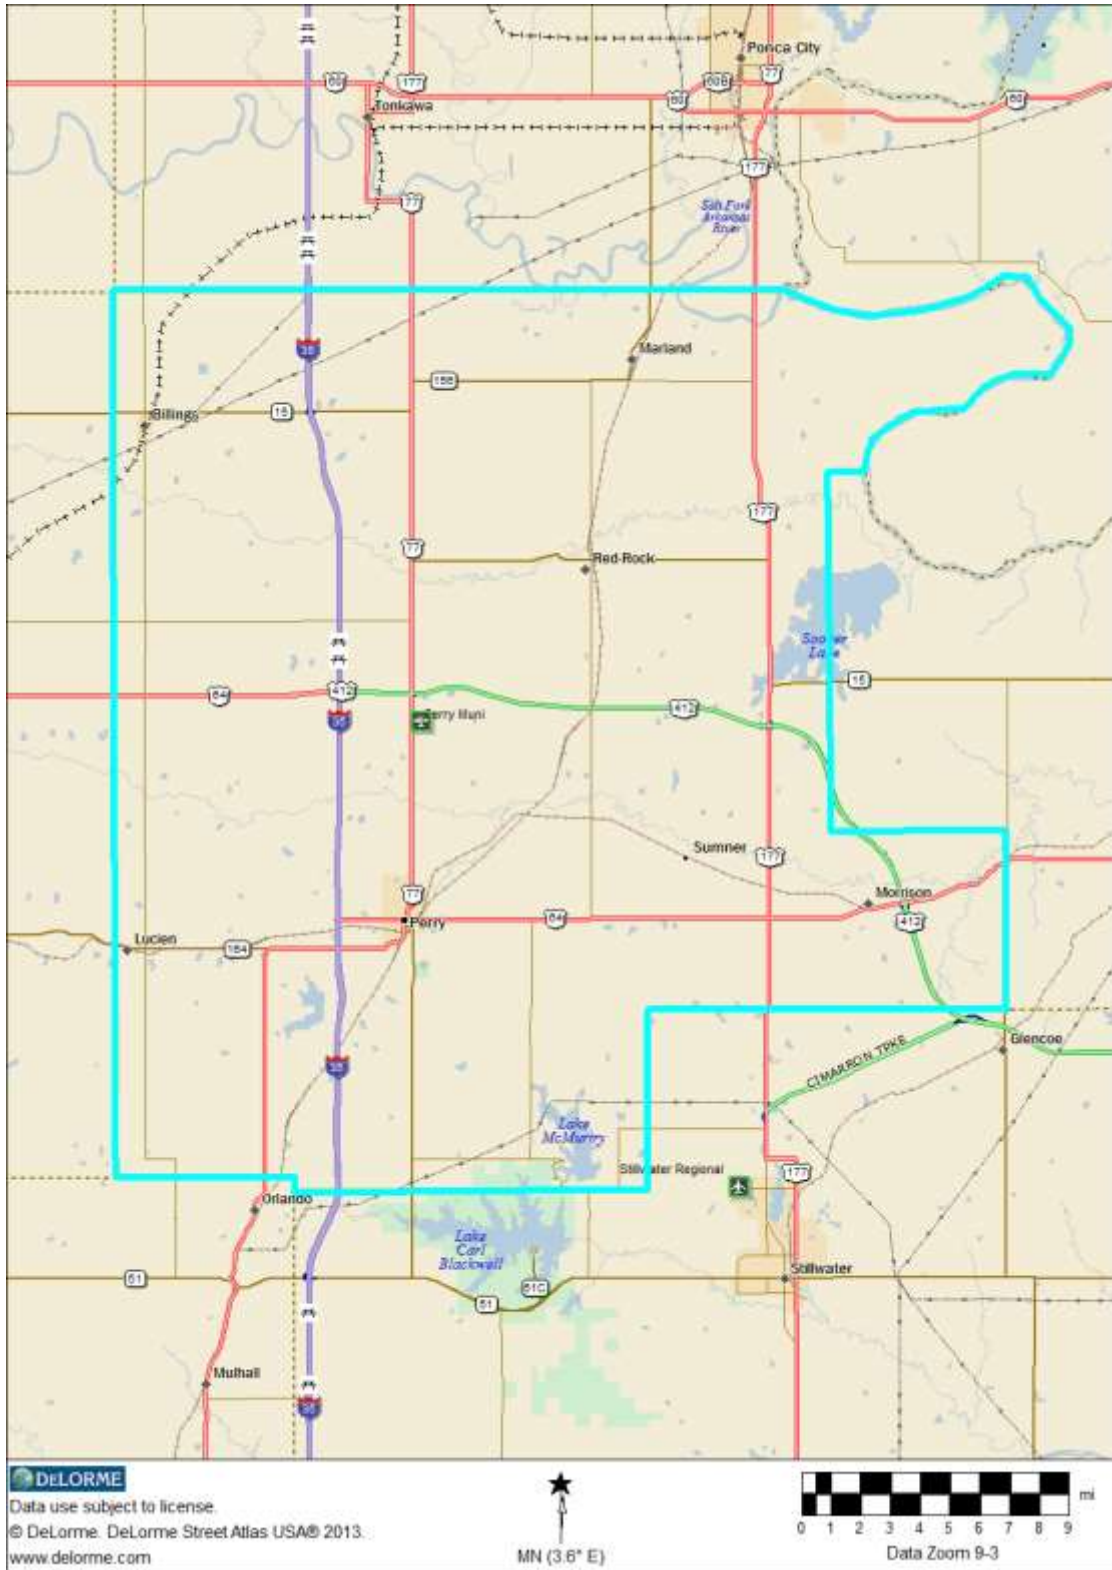 Ponca City
77
60
177
60B
60
60
Tonkawa
177
77
Salt Fork
Arkansas
River
35
Marland
15B
Billings
15
177
77
Red Rock
Sooner
Lake
15
64
412
412
35
Perry Muni
Sumner
177
77
Morrison
64
412
Perry
Lucien
164
Glencoe
35
CIMARRON TPKE
Lake
McMurtry
Stillwater Regional
177
Orlando
Lake
Carl
Blackwell
51
51C
51
Stillwater
Mulhall
35
DELORME
Data use subject to license.
© DeLorme. DeLorme Street Atlas USA® 2013.
www.delorme.com
MN (3.6° E)
mi
0 1 2 3 4 5 6 7 8 9
Data Zoom 9-3